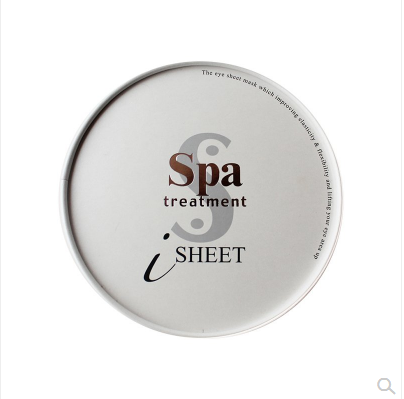 The eye sheet mask which improving elasticity & flexibility and lifting your eye area up
S
Spa
treatment
i SHEET